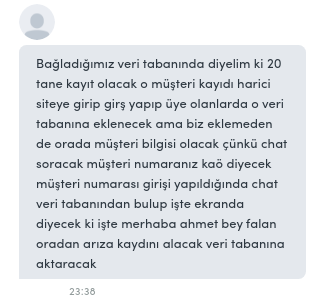 Bağladığımız veri tabanında diyelim ki 20
tane kayıt olacak o müşteri kayıdı harici
siteye girip girş yapıp üye olanlarda o veri
tabanına eklenecek ama biz eklemeden
de orada müşteri bilgisi olacak çünkü chat
soracak müşteri numaranız kaö diyecek
müşteri numarası girişi yapıldığında chat
veri tabanından bulup işte ekranda
diyecek ki işte merhaba ahmet bey falan
oradan arıza kaydını alacak veri tabanına
aktaracak
23:38